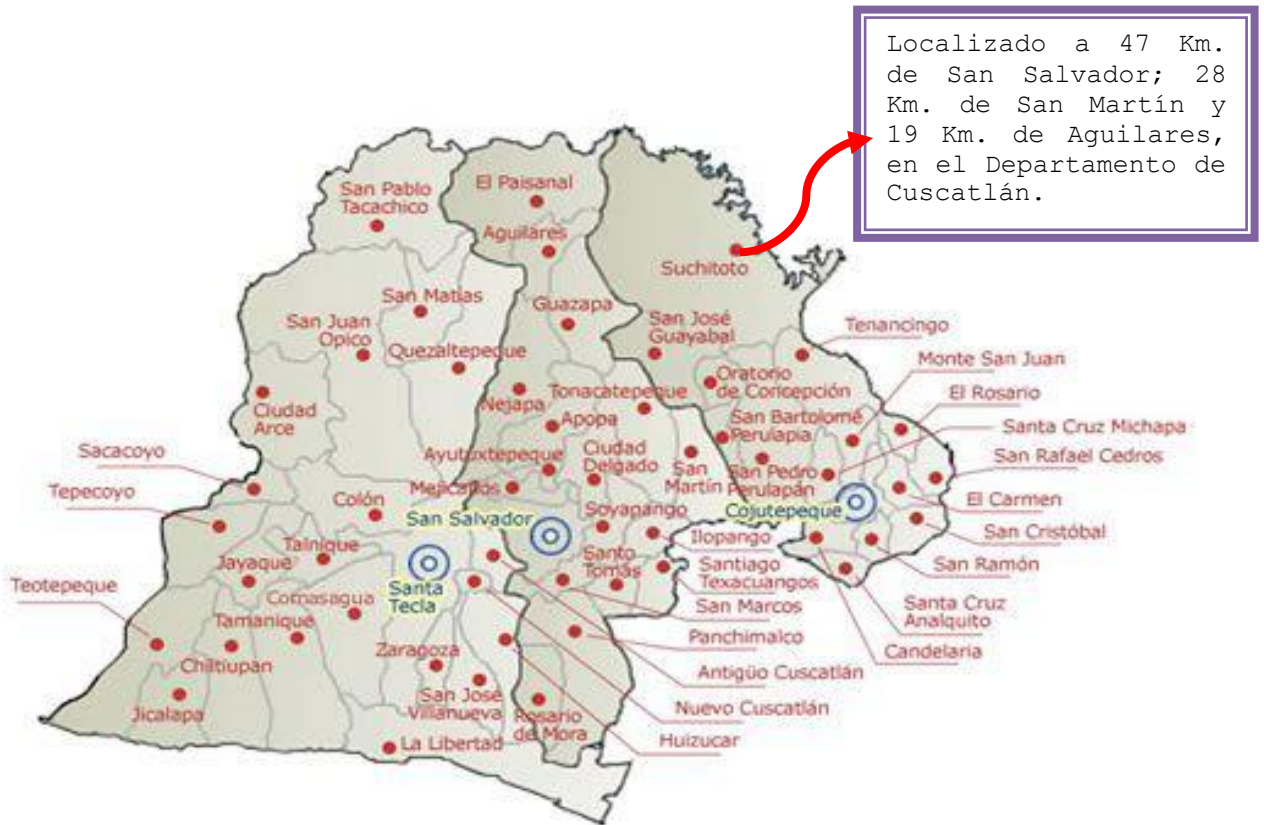 Localizado a 47 Km.
de San Salvador; 28
Km. de San Martín y
19 Km. de Aguilares,
en el Departamento de
Cuscatlán.
San Pablo
Tacachico
El Paisanal
Aguilares
Suchitoto
San Matias
Guazapa
San Juan
Opico
San José
Guayabal
Tenancingo
Quezaltepeque
Monte San Juan
Oratorio
de Concepción
Tonacatepeque
El Rosario
Nejapa
Ciudad
Arce
Apopa
San Bartolomé
Perulapia
Santa Cruz Michapa
Sacacoyo
Ayutuxtepeque
Ciudad
Delgado
San Rafael Cedros
San
Martín
San Pedro
Perulapán
Tepecoyo
Colón
Mejicanos
El Carmen
San Salvador
Soyapango
Cojutepeque
San Cristóbal
Ilopango
Tainique
Jayaque
Santo
Tomás
Santiago
Texacuangos
San Ramón
Teotepeque
Santa
Tecla
Comasagua
San Marcos
Santa Cruz
Analquito
Tamanique
Panchimalco
Candelaria
Chiltiupan
Zaragoza
Antigüo Cuscatlán
San José
Villanueva
Jicalapa
Rosario
de Mora
Nuevo Cuscatlán
La Libertad
Huizucar